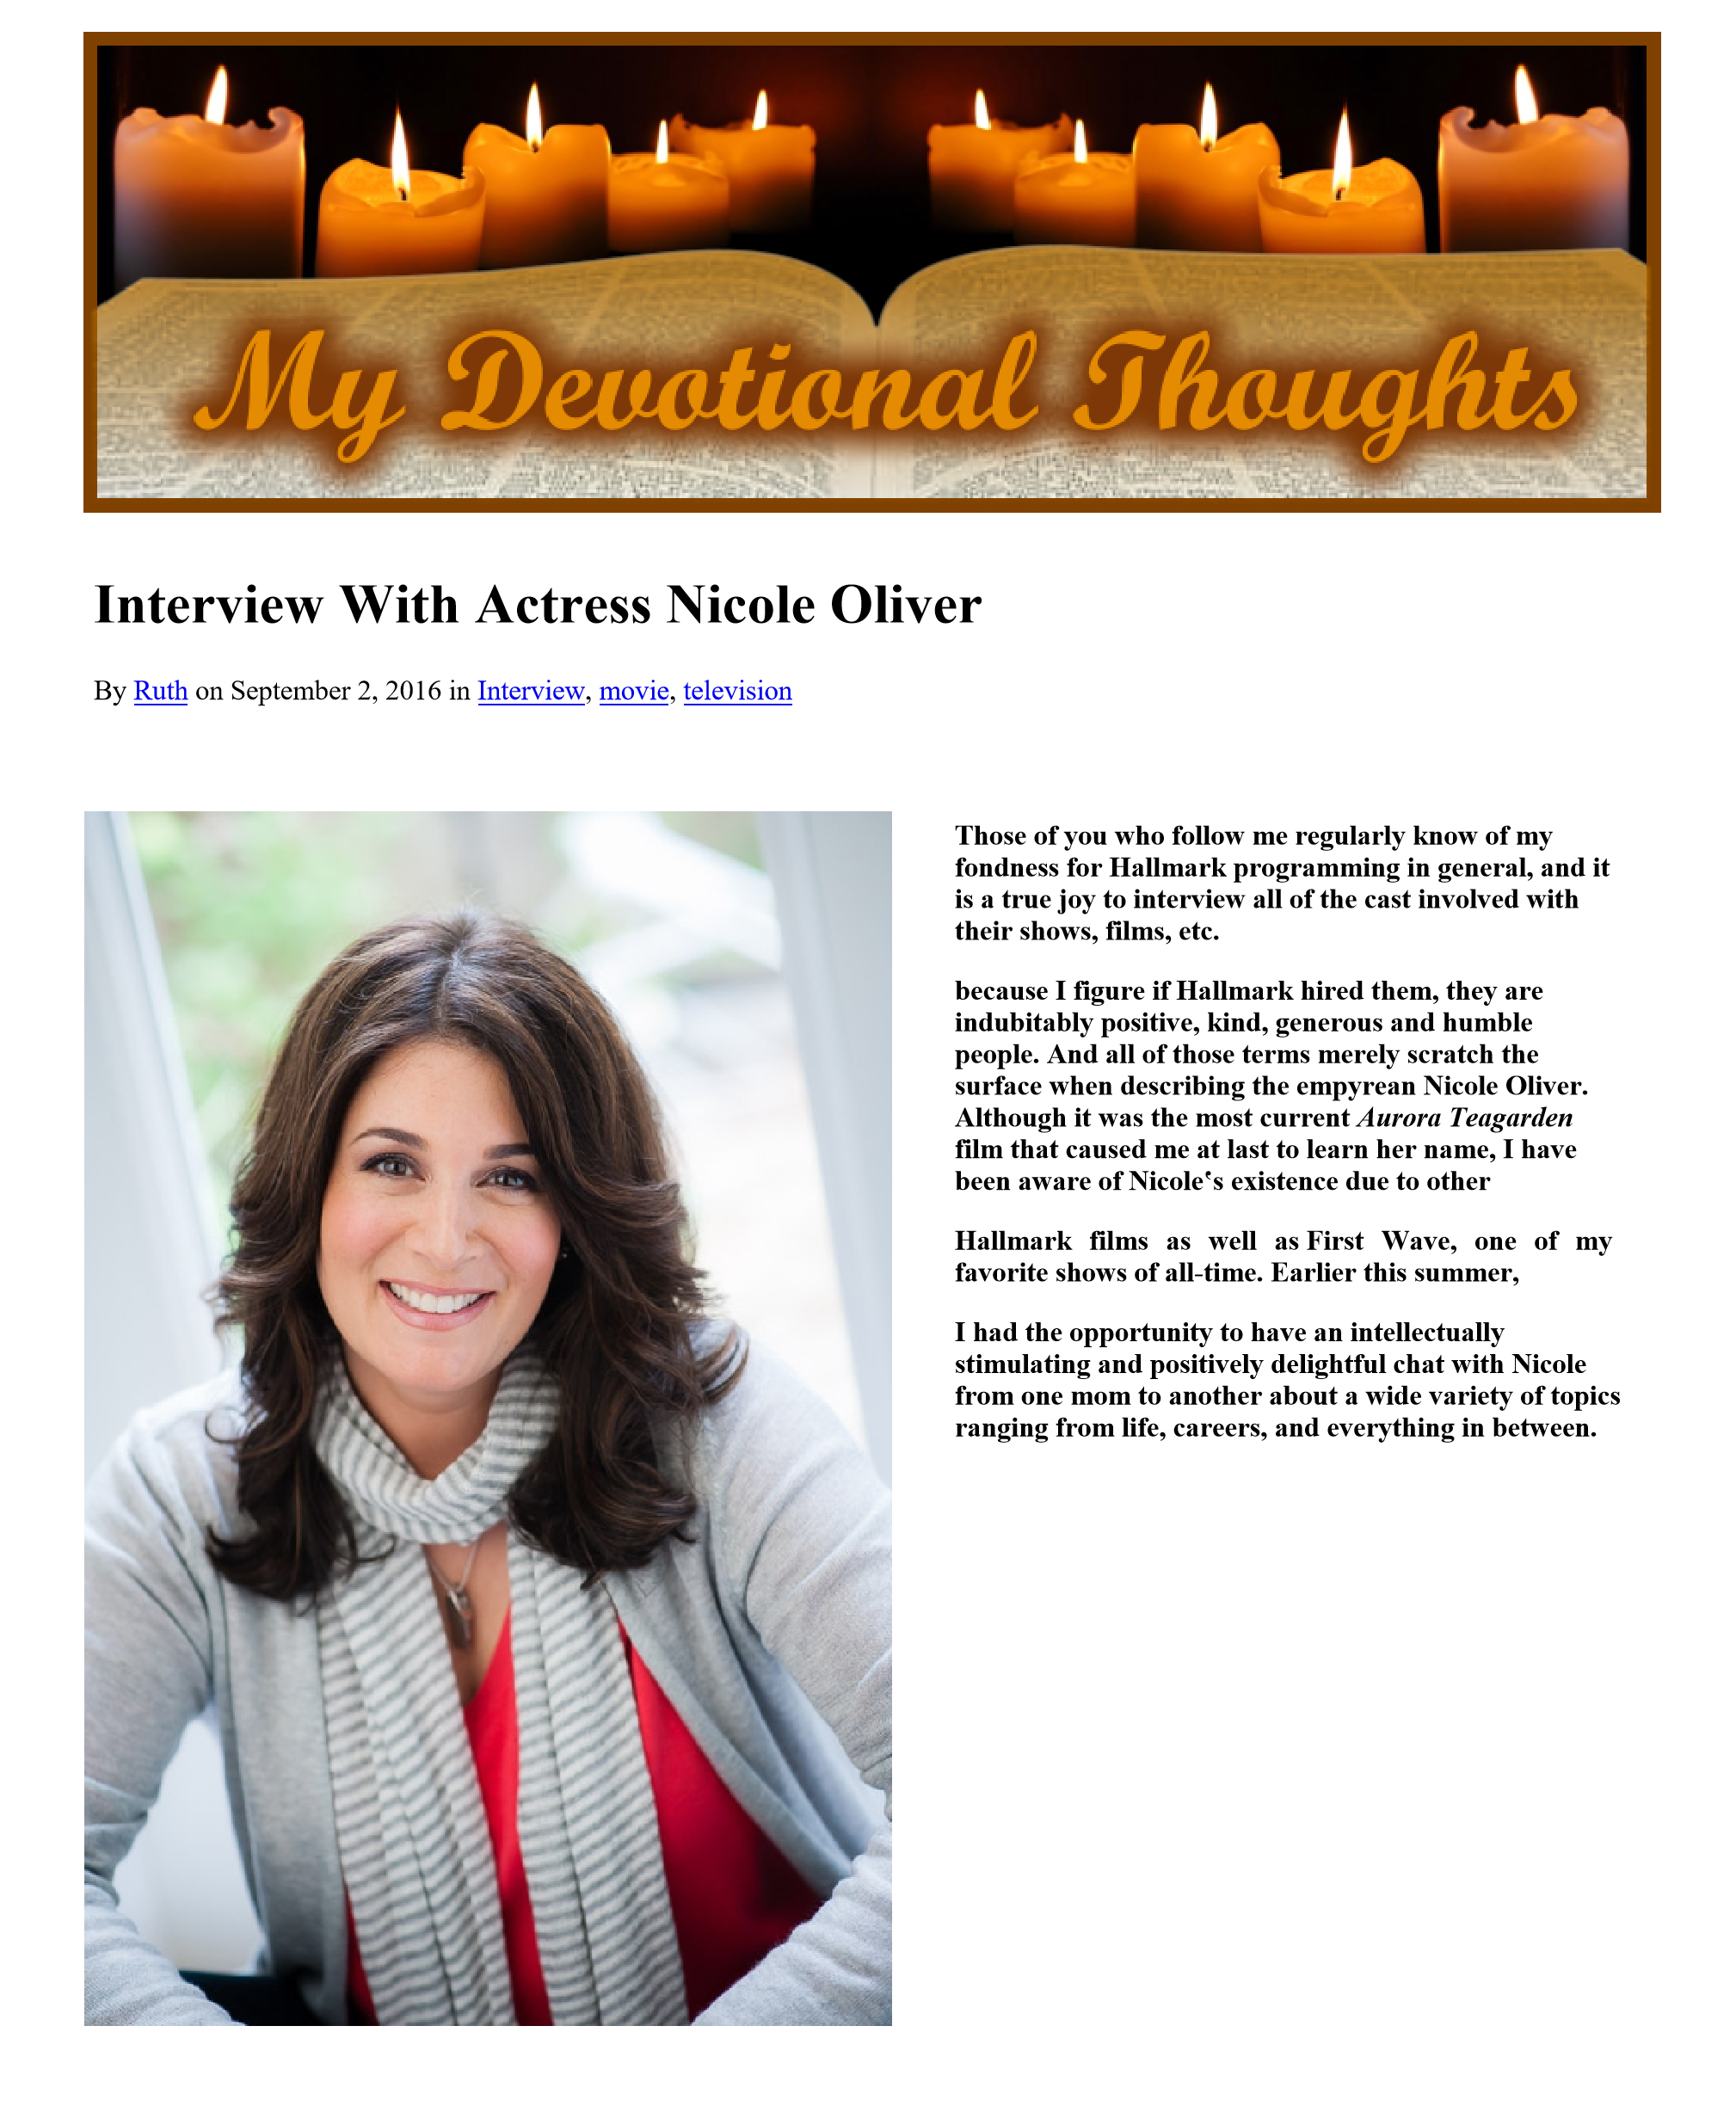 My Devotional Thoughts
Interview With Actress Nicole Oliver
By Ruth on September 2, 2016 in Interview, movie, television
Those of you who follow me regularly know of my
fondness for Hallmark programming in general, and it
is a true joy to interview all of the cast involved with
their shows, films, etc.
because I figure if Hallmark hired them, they are
indubitably positive, kind, generous and humble
people. And all of those terms merely scratch the
surface when describing the empyrean Nicole Oliver.
Although it was the most current Aurora Teagarden
film that caused me at last to learn her name, I have
been aware of Nicole‛s existence due to other
Hallmark films as well as First Wave, one of my
favorite shows of all-time. Earlier this summer,
I had the opportunity to have an intellectually
stimulating and positively delightful chat with Nicole
from one mom to another about a wide variety of topics
ranging from life, careers, and everything in between.